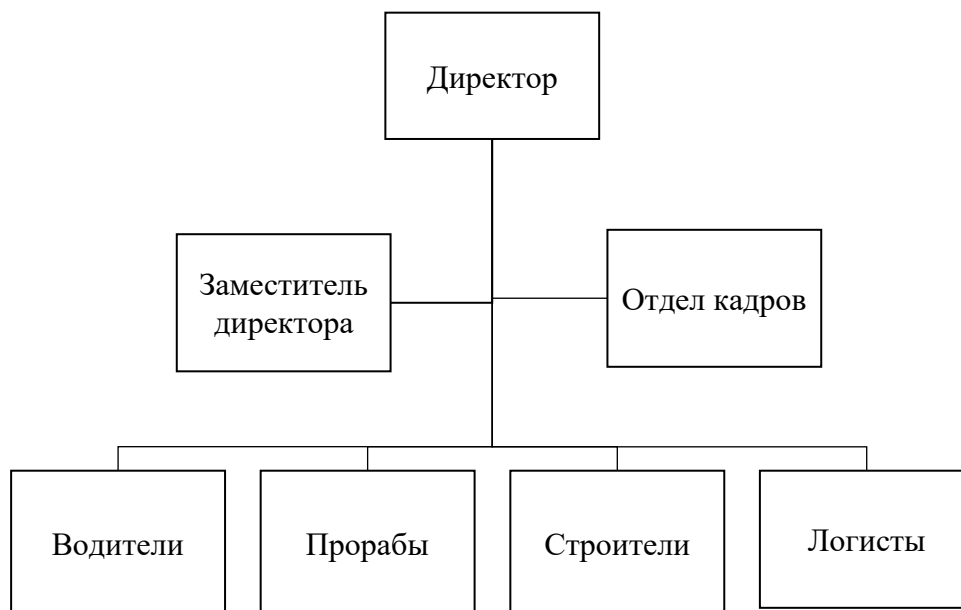 Директор
Заместитель
директора
Отдел кадров
Водители
Прорабы
Строители
Логисты